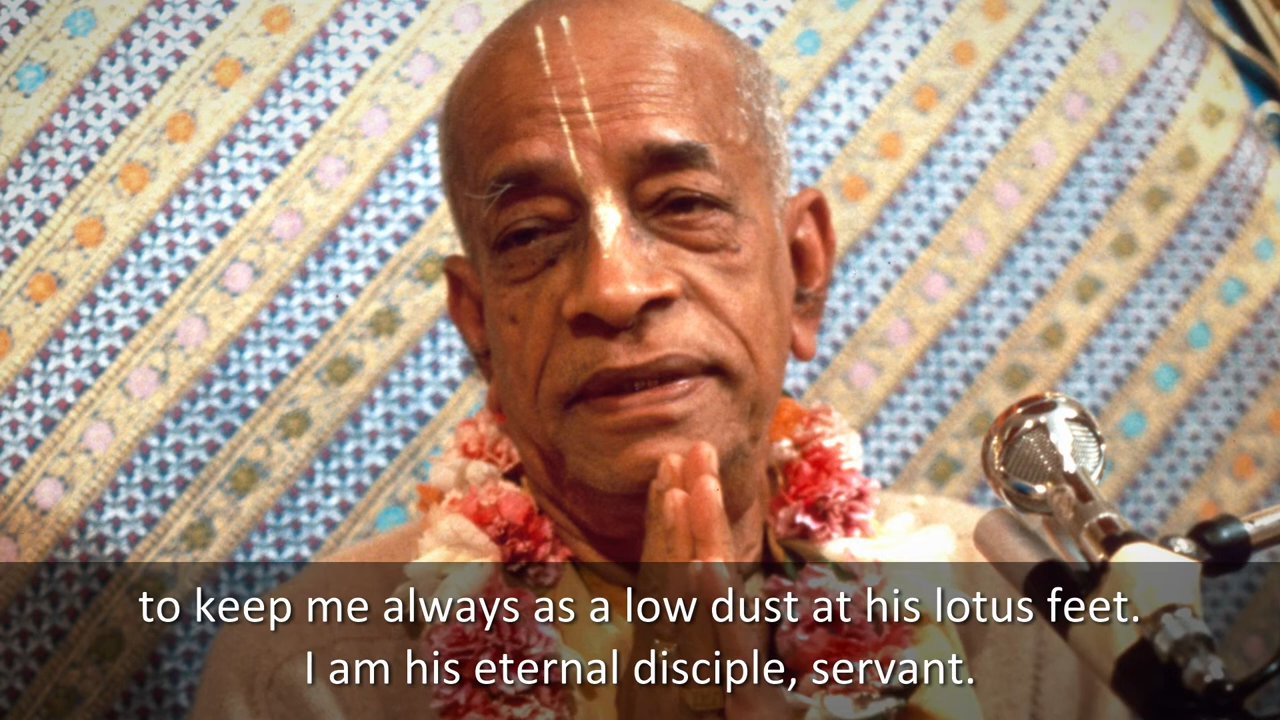 to keep me always as a low dust at his lotus feet.
I am his eternal disciple, servant.